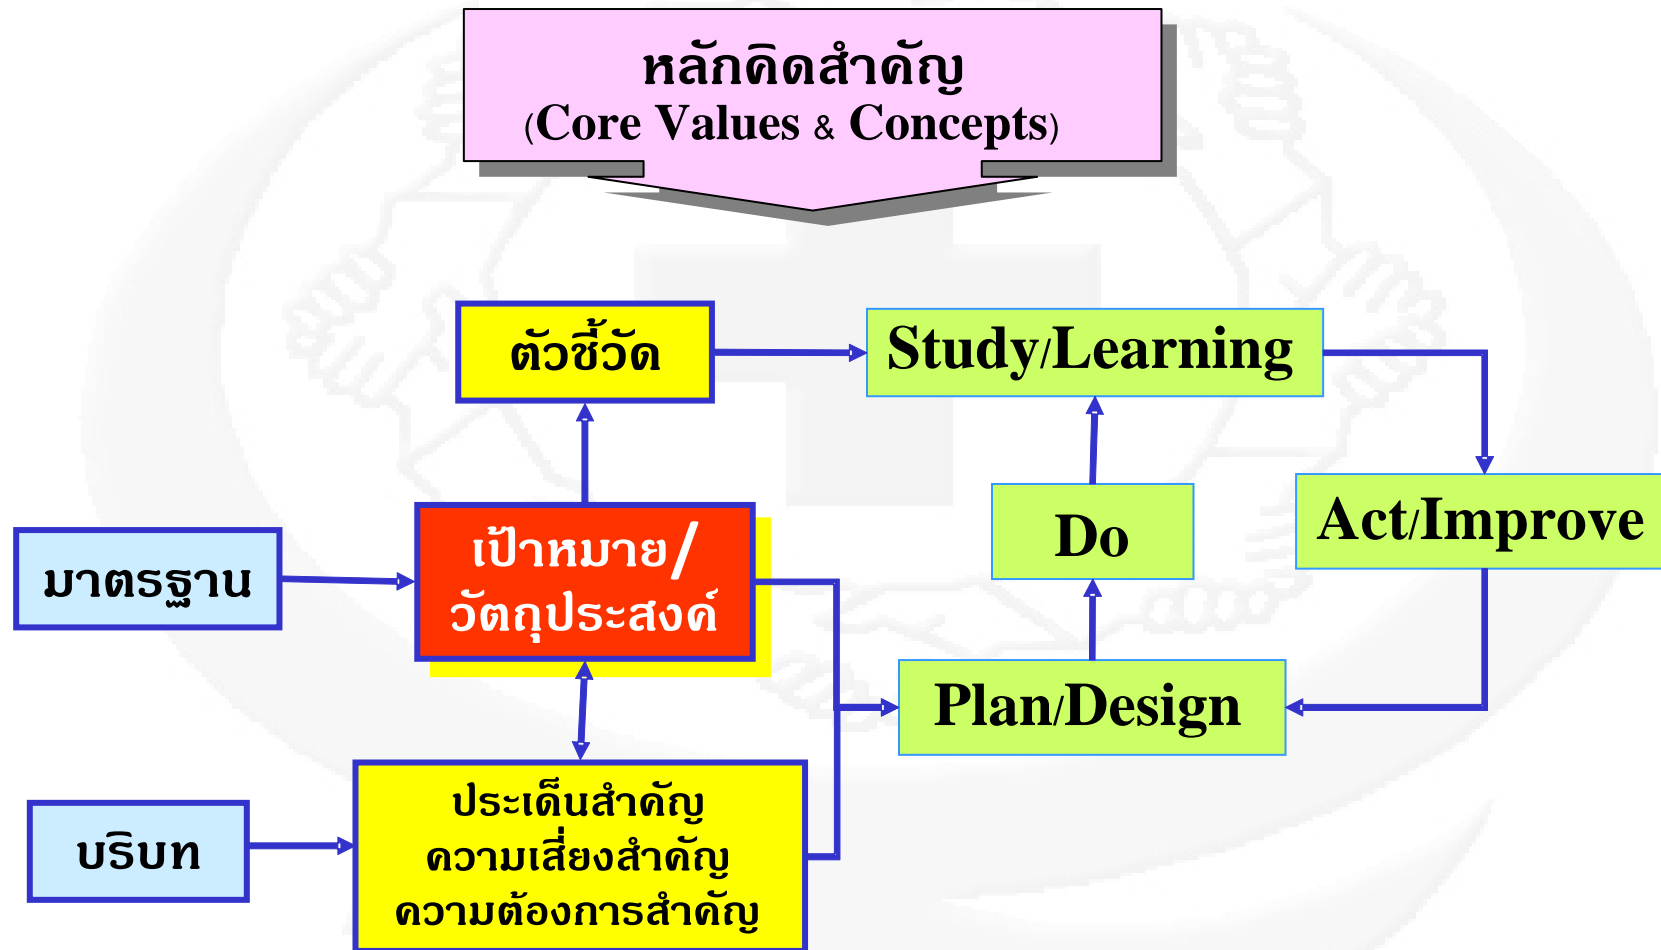 หลักคิดสำคัญ
(Core Values & Concepts)
ตัวชี้วัด
Study/Learning
เป้าหมาย/
วัตถุประสงค์
มาตรฐาน
Do
Act/Improve
Plan/Design
บริบท
ประเด็นสำคัญ
ความเสี่ยงสำคัญ
ความต้องการสำคัญ